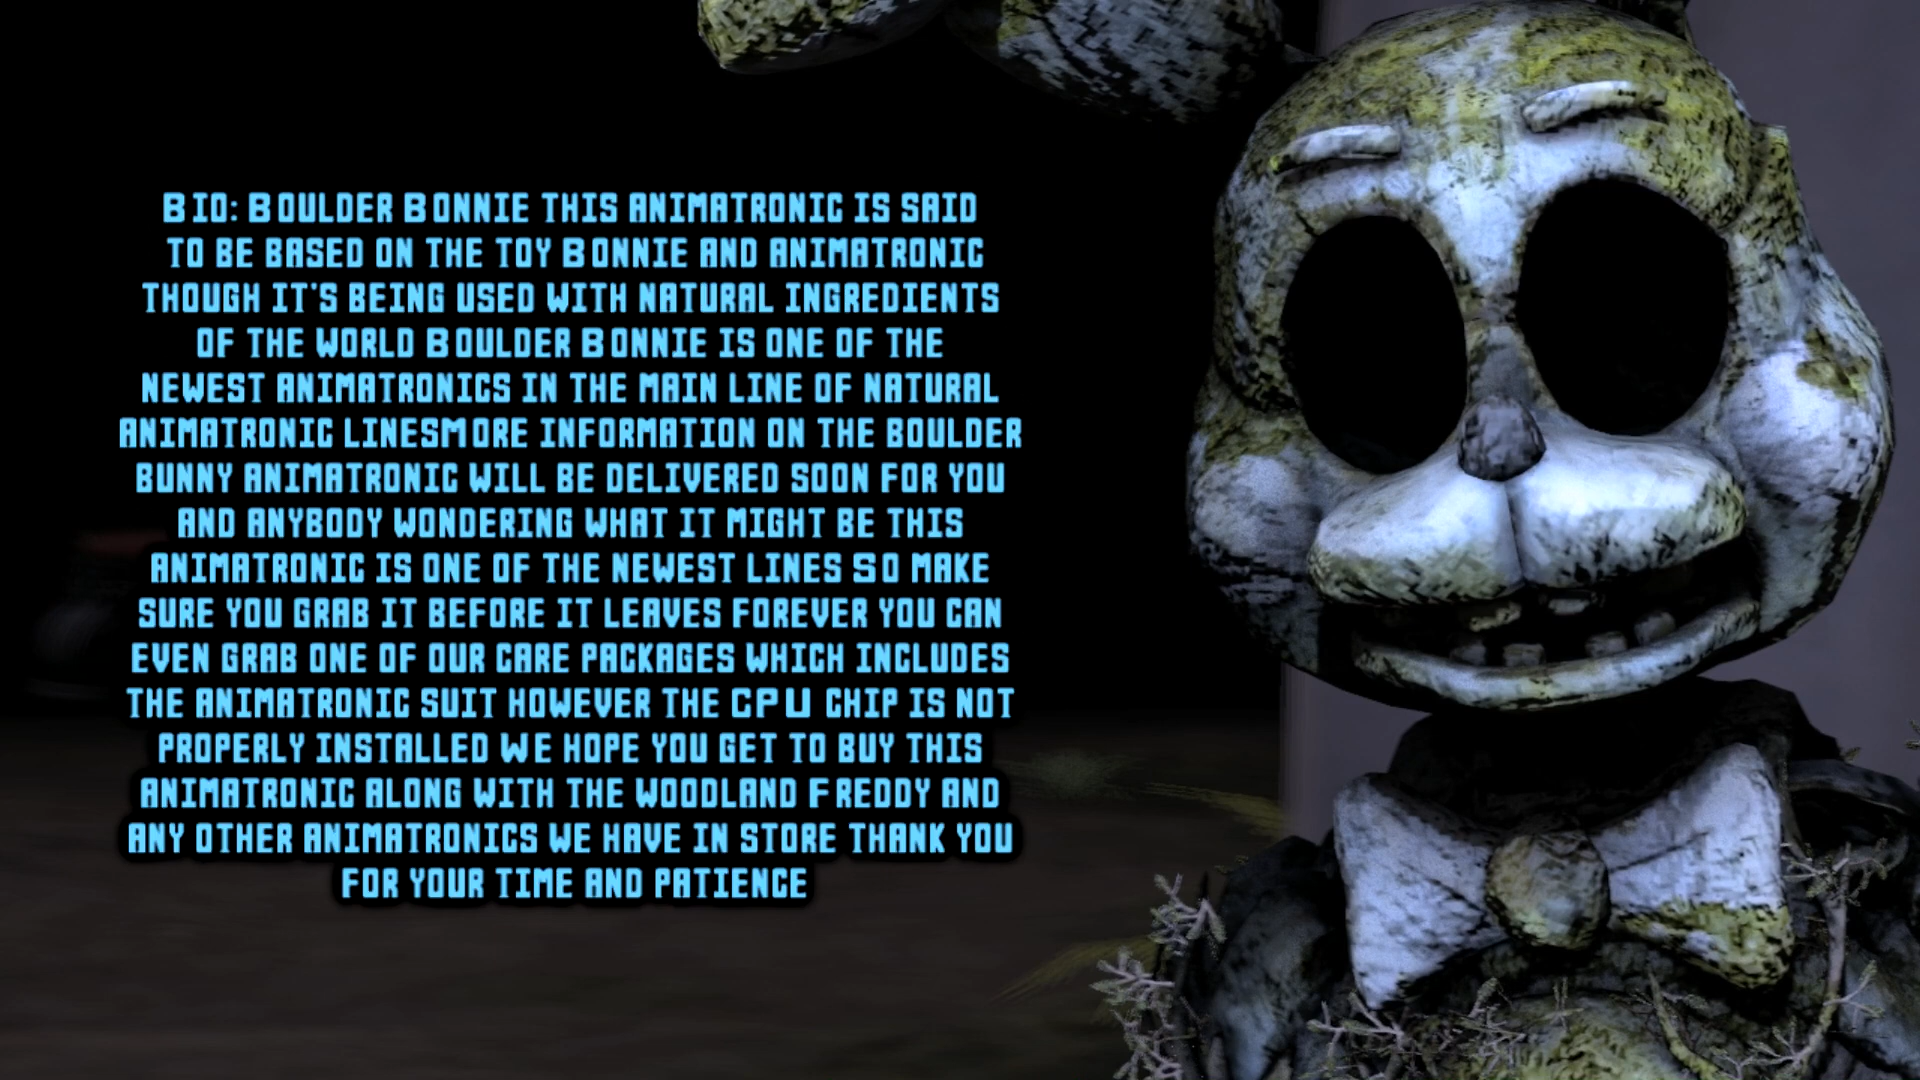 BIO: BOULDER BONNIE THIS ANIMATRONIC IS SAID
TO BE BASED ON THE TOY BONNIE AND ANIMATRONIC
THOUGH IT'S BEING USED WITH NATURAL INGREDIENTS
OF THE WORLD BOULDER BONNIE IS ONE OF THE
NEWEST ANIMATRONICS IN THE MAIN LINE OF NATURAL
ANIMATRONIC LINESMORE INFORMATION ON THE BOULDER
BUNNY ANIMATRONIC WILL BE DELIVERED SOON FOR YOU
AND ANYBODY WONDERING WHAT IT MIGHT BE THIS
ANIMATRONIC IS ONE OF THE NEWEST LINES SO MAKE
SURE YOU GRAB IT BEFORE IT LEAVES FOREVER YOU CAN
EVEN GRAB ONE OF OUR CARE PACKAGES WHICH INCLUDES
THE ANIMATRONIC SUIT HOWEVER THE CPU CHIP IS NOT
PROPERLY INSTALLED WE HOPE YOU GET TO BUY THIS
ANIMATRONIC ALONG WITH THE WOODLAND FREDDY AND
ANY OTHER ANIMATRONICS WE HAVE IN STORE THANK YOU
FOR YOUR TIME AND PATIENCE